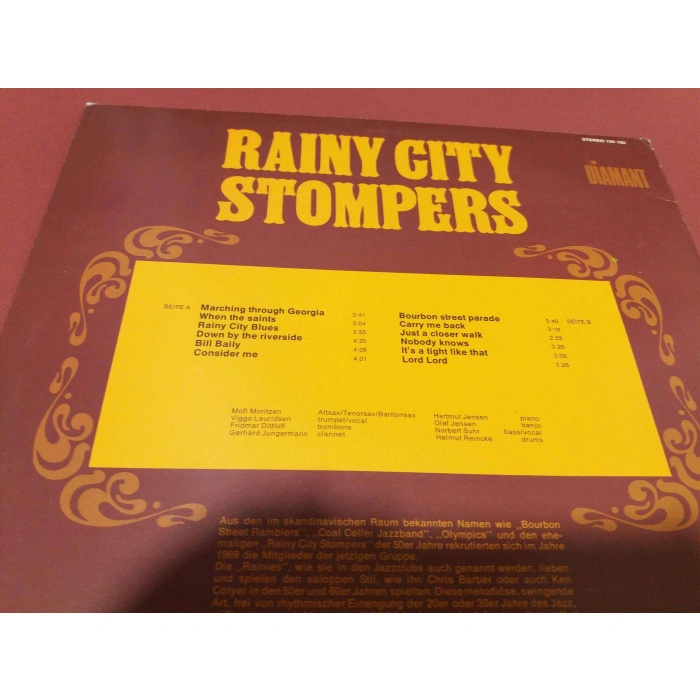 STEREO
DIAMANT
RAINY CITY
STOMPERS
SEITE A Marching through Georgia 2:41
When the saints 3:04
Rainy City Blues 2:55
Down by the riverside 4:20
Bill Baily 4:06
Consider me 4:01
Bourbon street parade 3:40 SEITE B
Carry me back 3:18
Just a closer walk 2:55
Nobody knows 3:25
It's a tight like that 3:05
Lord Lord 3:26
Mofi Moritzen Altsax/Tenorsax/Baritonsax
Viggo Lauridsen trumpet/vocal
Fridmar Dittloff trombone
Gerhard Jungermann clarinet
Hartmut Jensen piano
Olaf Jensen banjo
Norbert Suhr bass/vocal
Helmut Reincke drums
Aus den im skandinavischen Raum bekannten Namen wie „Bourbon
Street Ramblers", „Coal Celler Jazzband", „Olympics" und den ehe-
maligen „Rainy City Stompers" der 50er Jahre rekrutierten sich im Jahre
1969 die Mitglieder der jetzigen Gruppe.
Die „Rainies", wie sie in den Jazzclubs auch genannt werden, lieben
und spielen den saloppen Stil, wie ihn Chris Barber oder auch Ken
Colyer in den 50er und 60er Jahren spielten. Diese melodiöse, swingende
Art, frei von rhythmischer Einengung der 20er oder 30er Jahre des Jazz,